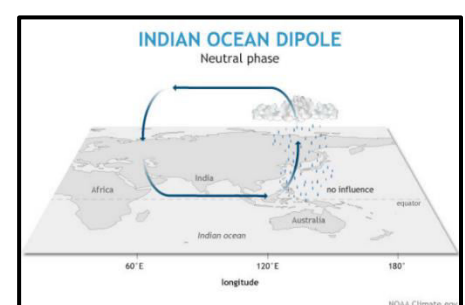 INDIAN OCEAN DIPOLE
Neutral phase
India
Africa
no influence
equator
Australia
Indian ocean
60°E
120°E
180°
longitude
NOAA Climate.gov